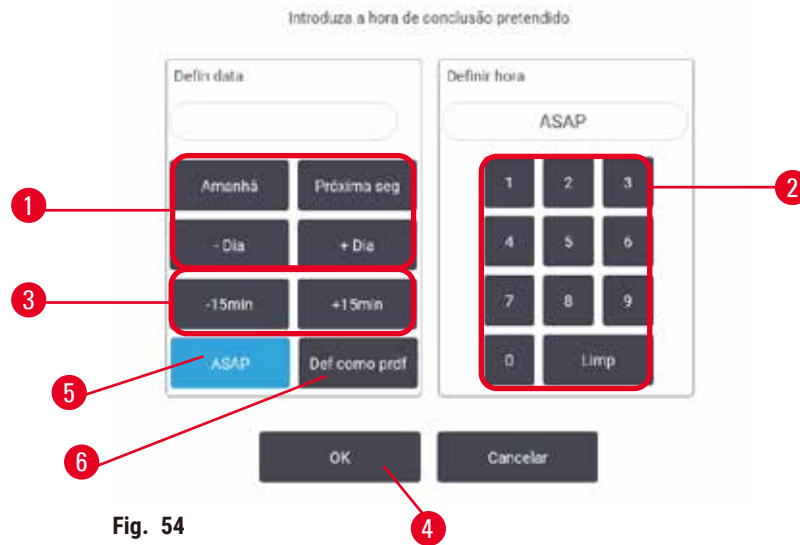 Introduza a hora de conclusão pretendido
Defin data
Definir hora
ASAP
Amanhã
Próxima seg
1
2
3
1
2
- Dia
+ Dia
4
5
6
3
-15min
+15min
7
8
9
ASAP
Def como prdf
0
Limp
5
6
OK
Cancelar
4
Fig. 54